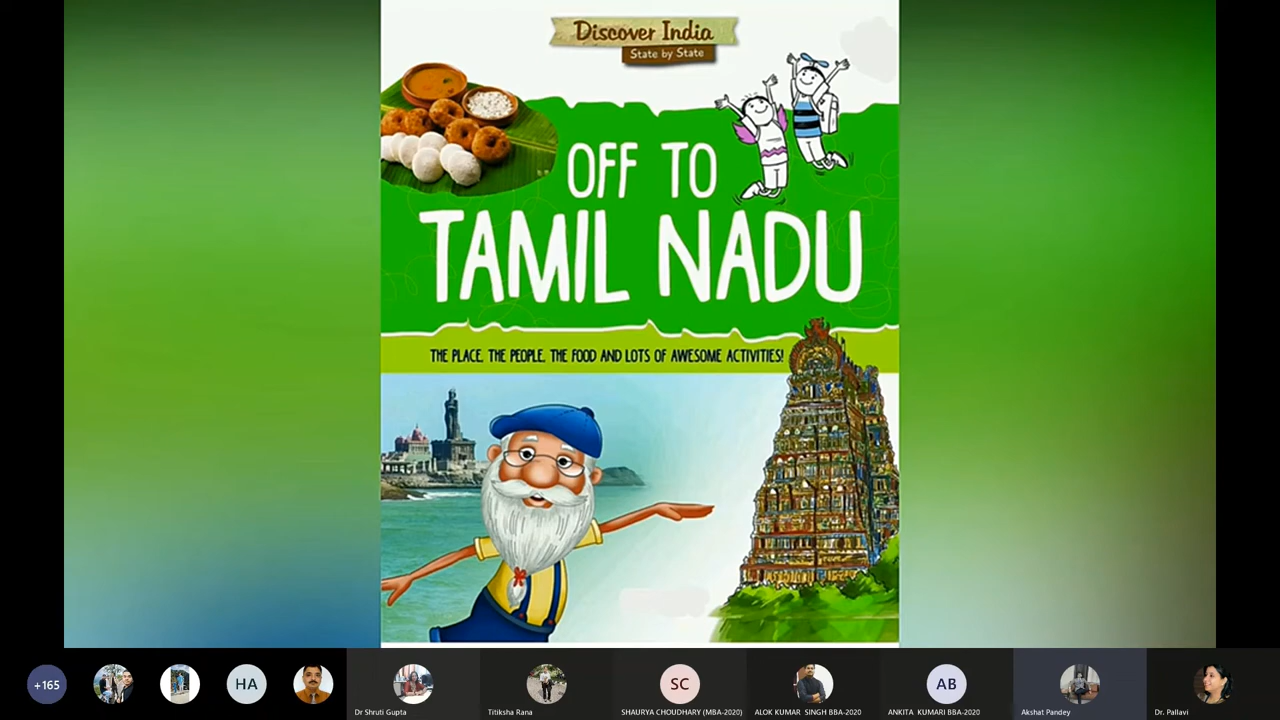 Discover India
State by State
OFF TO
TAMIL NADU
THE PLACE, THE PEOPLE, THE FOOD AND LOTS OF AWESOME ACTIVITIES!
+165
HA
SC
AB
Dr Shruti Gupta
Titiksha Rana
SHAURYA CHOUDHARY (MBA-2020)
ALOK KUMAR SINGH BBA-2020
ANKITA KUMARI BBA-2020
Akshat Pandey
Dr. Pallavi